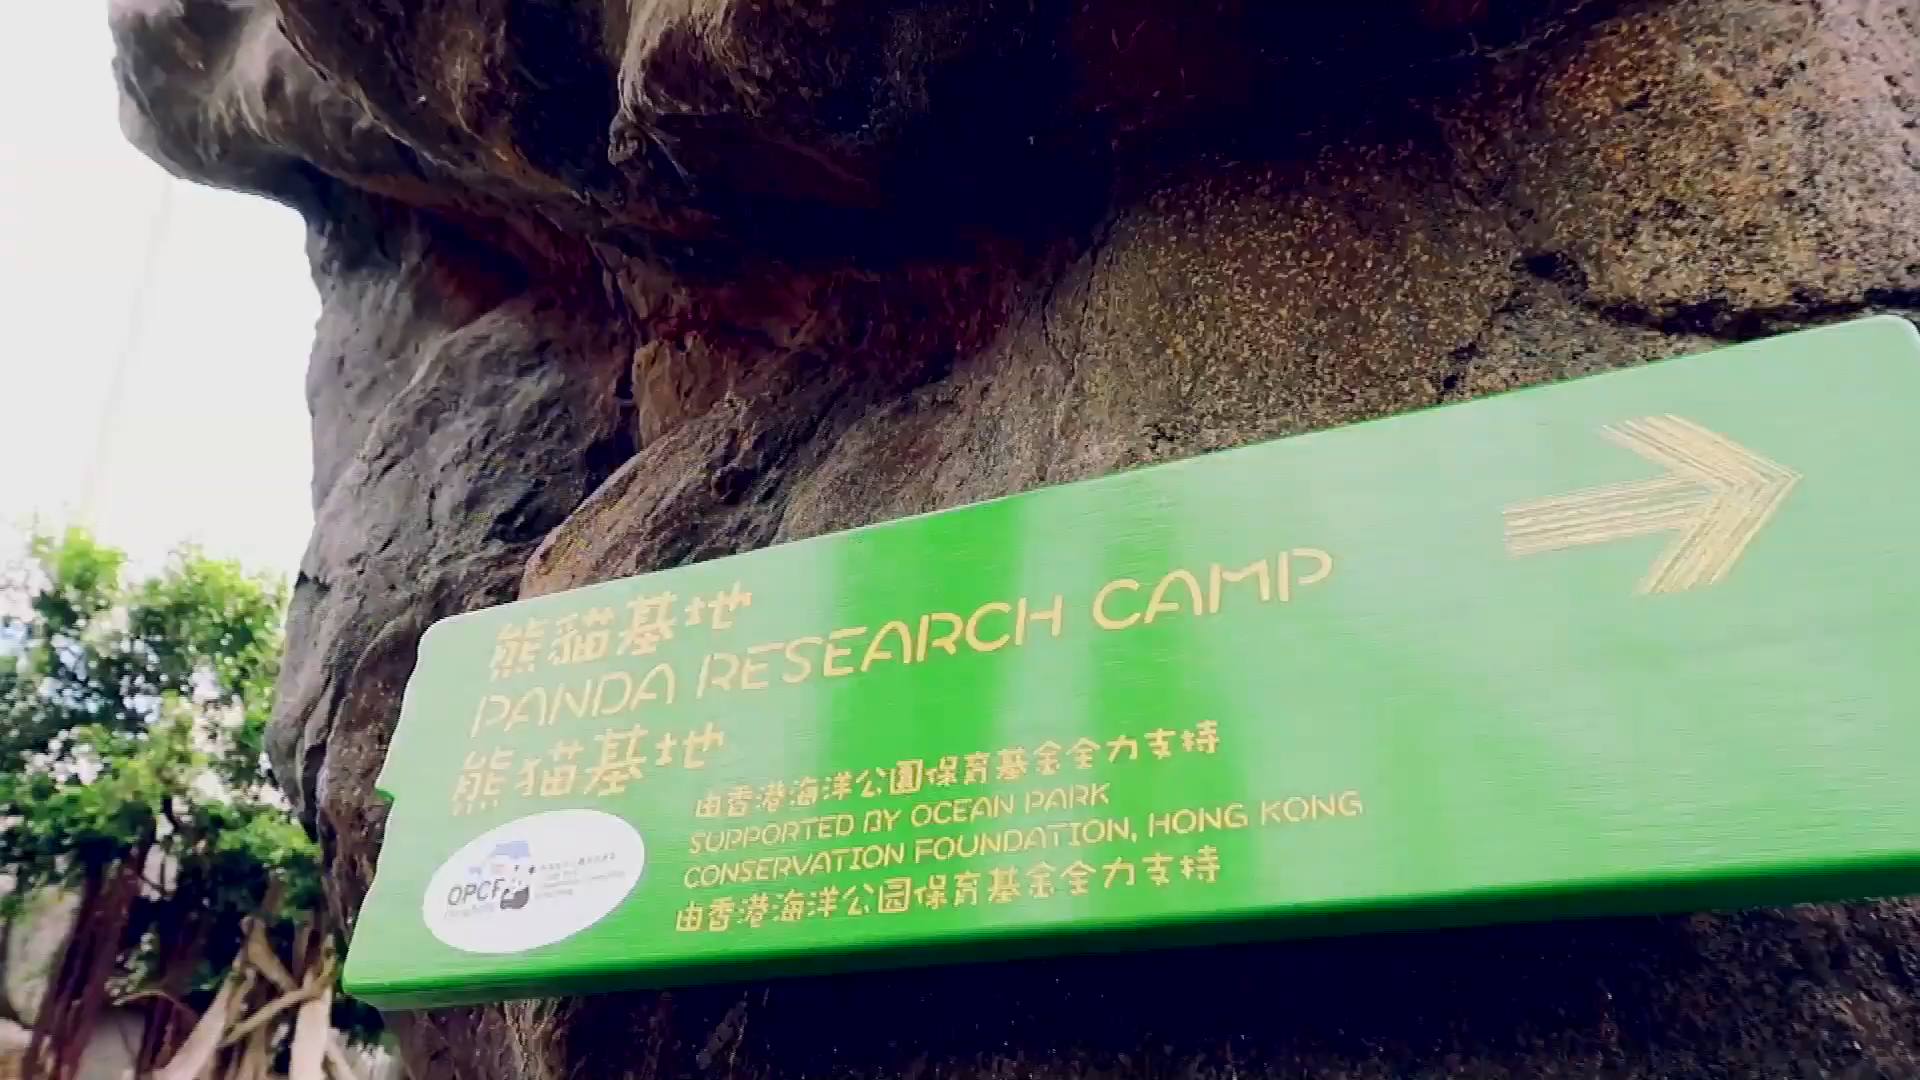 熊貓基地
PANDA RESEARCH CAMP
熊猫基地
由香港海洋公園保育基金全力支持
SUPPORTED BY OCEAN PARK
CONSERVATION FOUNDATION, HONG KONG
由香港海洋公园保育基金全力支持
OPCF